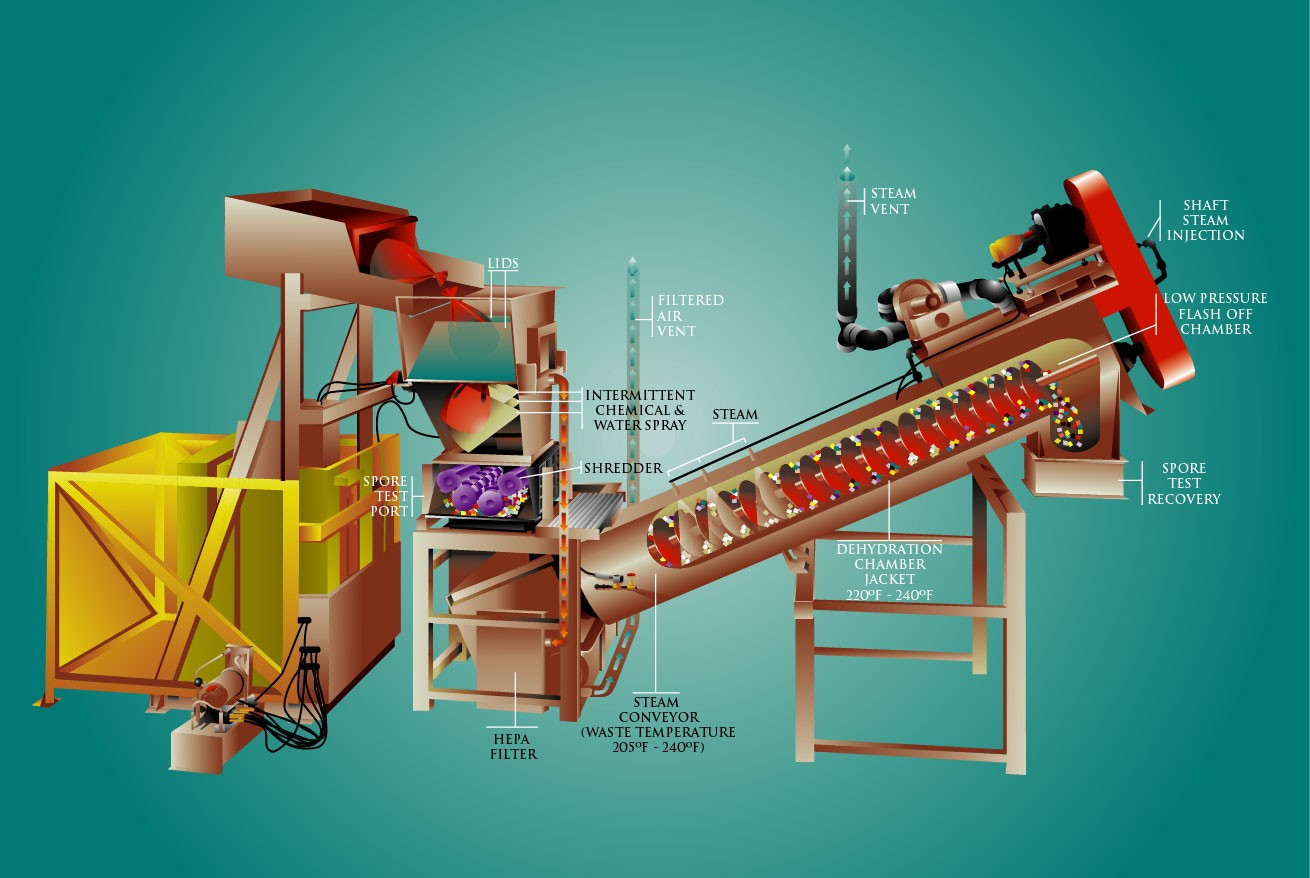 STEAM
VENT
SHAFT
STEAM
INJECTION
LIDS
FILTERED
AIR
VENT
LOW PRESSURE
FLASH OFF
CHAMBER
INTERMITTENT
CHEMICAL &
WATER SPRAY
STEAM
SHREDDER
SPORE
TEST
PORT
SPORE
TEST
RECOVERY
DEHYDRATION
CHAMBER
JACKET
220ºF - 240ºF
STEAM
CONVEYOR
(WASTE TEMPERATURE
205ºF - 240ºF)
HEPA
FILTER